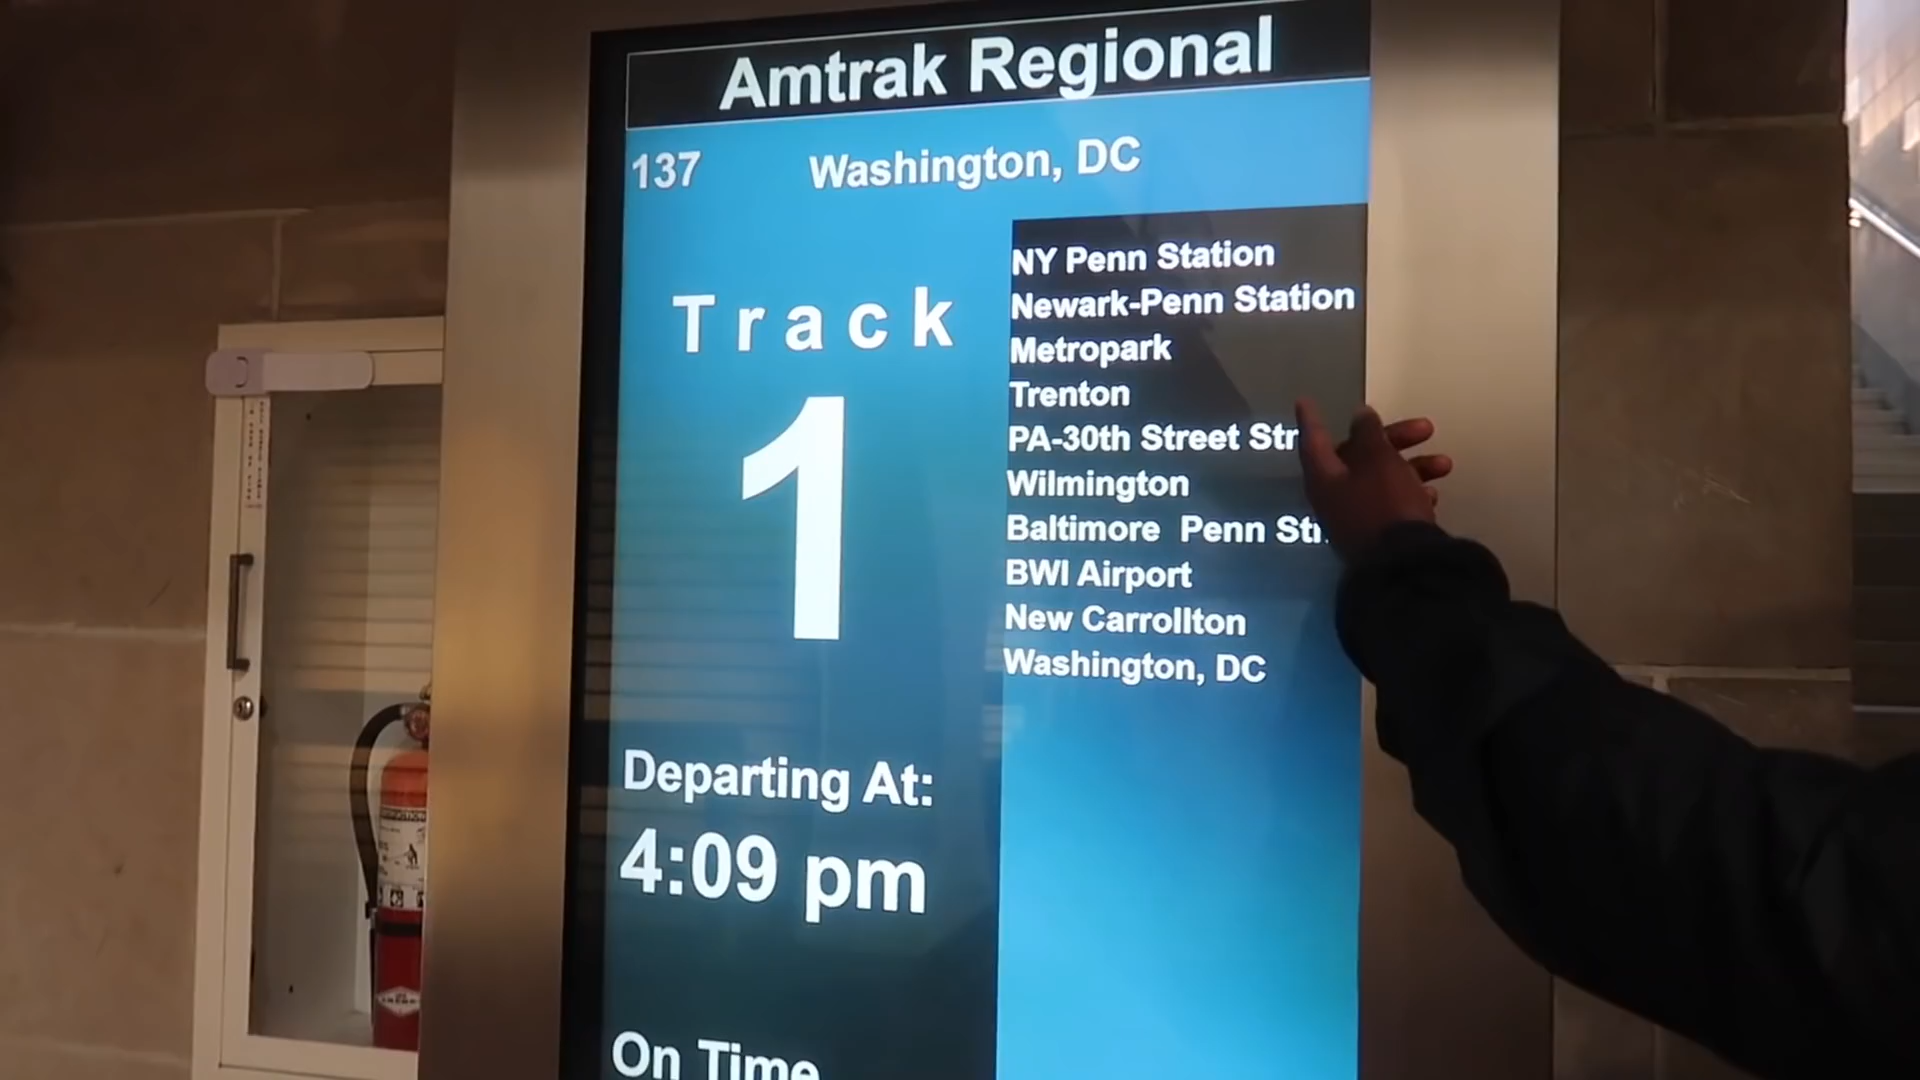 Amtrak Regional
137 Washington, DC
Track
1
NY Penn Station
Newark-Penn Station
Metropark
Trenton
PA-30th Street Str
Wilmington
Baltimore Penn Str.
BWI Airport
New Carrollton
Washington, DC
Departing At:
4:09 pm
On Time